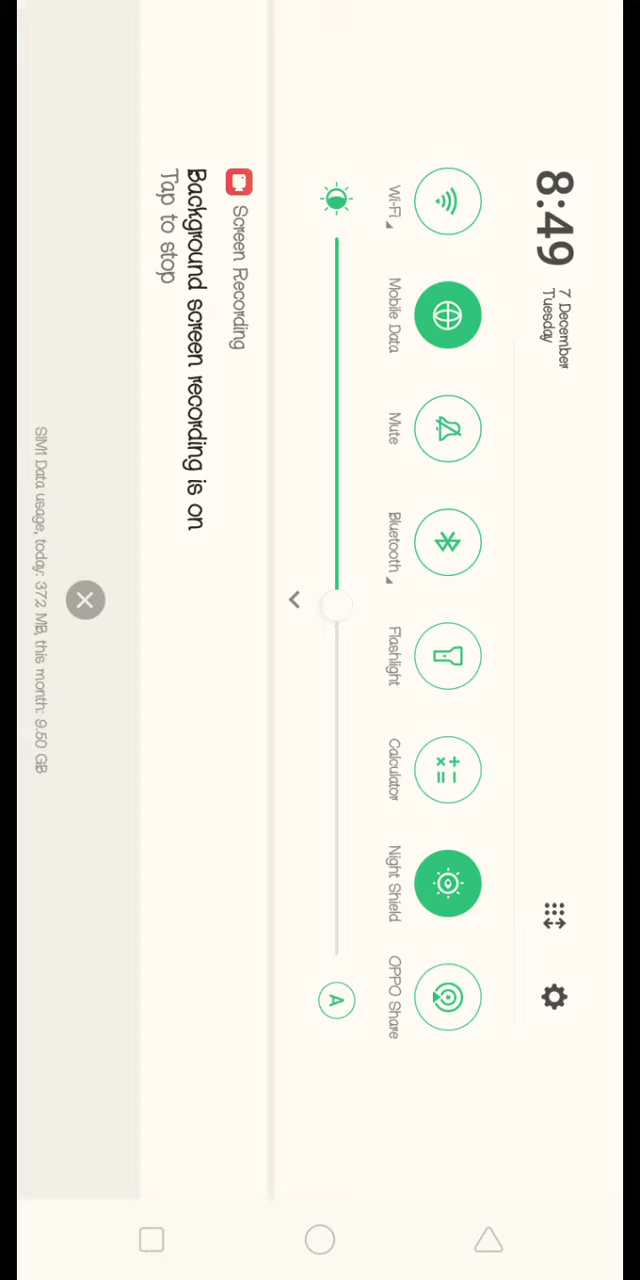 8:49
7 December
Tuesday
Wi-Fi
Mobile Data
Mute
Bluetooth
Flashlight
Calculator
Night Shield
OPPO Share
A
Screen Recording
Background screen recording is on
Tap to stop
SIM1 Data usage, today: 372 MB, this month: 9.50 GB